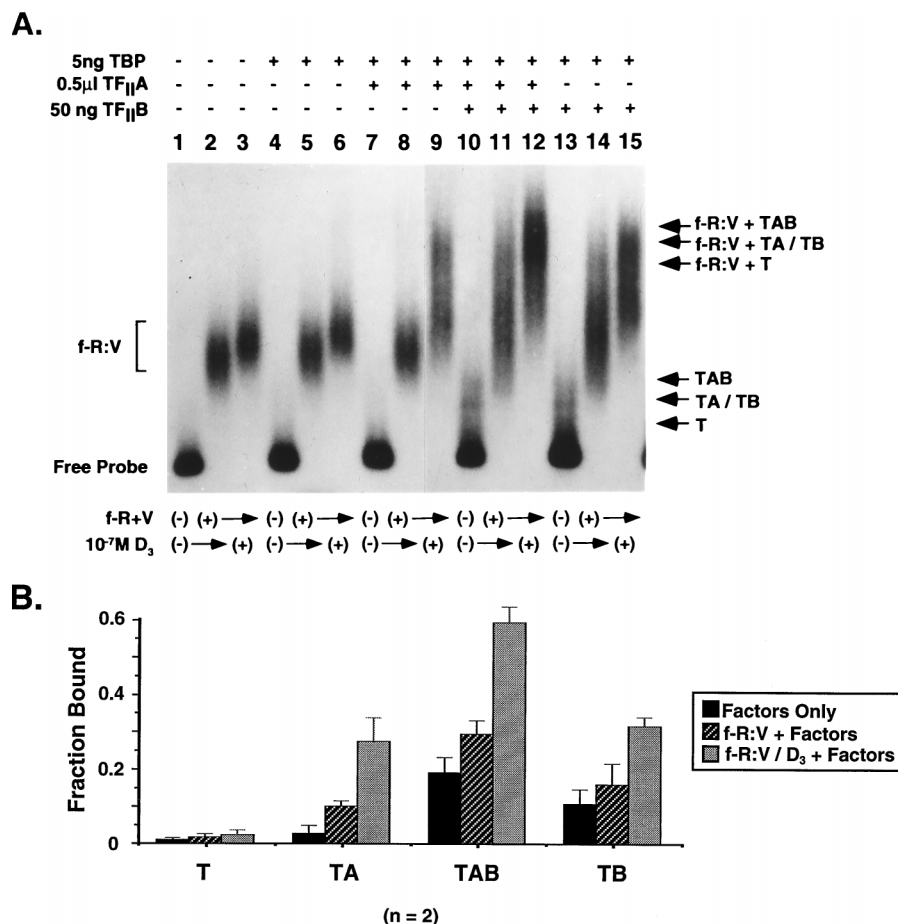 A.
5ng TBP - - - + + + + + + + + + + + +
0.5μl TFIIA - - - - - - + + + + + + - - -
50 ng TFIIB - - - - - - - - - + + + + + +
1 2 3 4 5 6 7 8 9 10 11 12 13 14 15
f-R:V + TAB
f-R:V + TA / TB
f-R:V + T
f-R:V
TAB
TA / TB
T
Free Probe
f-R+V (-) (+) (-) (+) (-) (+) (-) (+) (-) (+)
10-7M D3 (-) (+) (-) (+) (-) (+) (-) (+) (-) (+)
B.
Fraction Bound
0.6
0.4
0.2
0
T TA TAB TB
(n = 2)
Factors Only
f-R:V + Factors
f-R:V / D3 + Factors